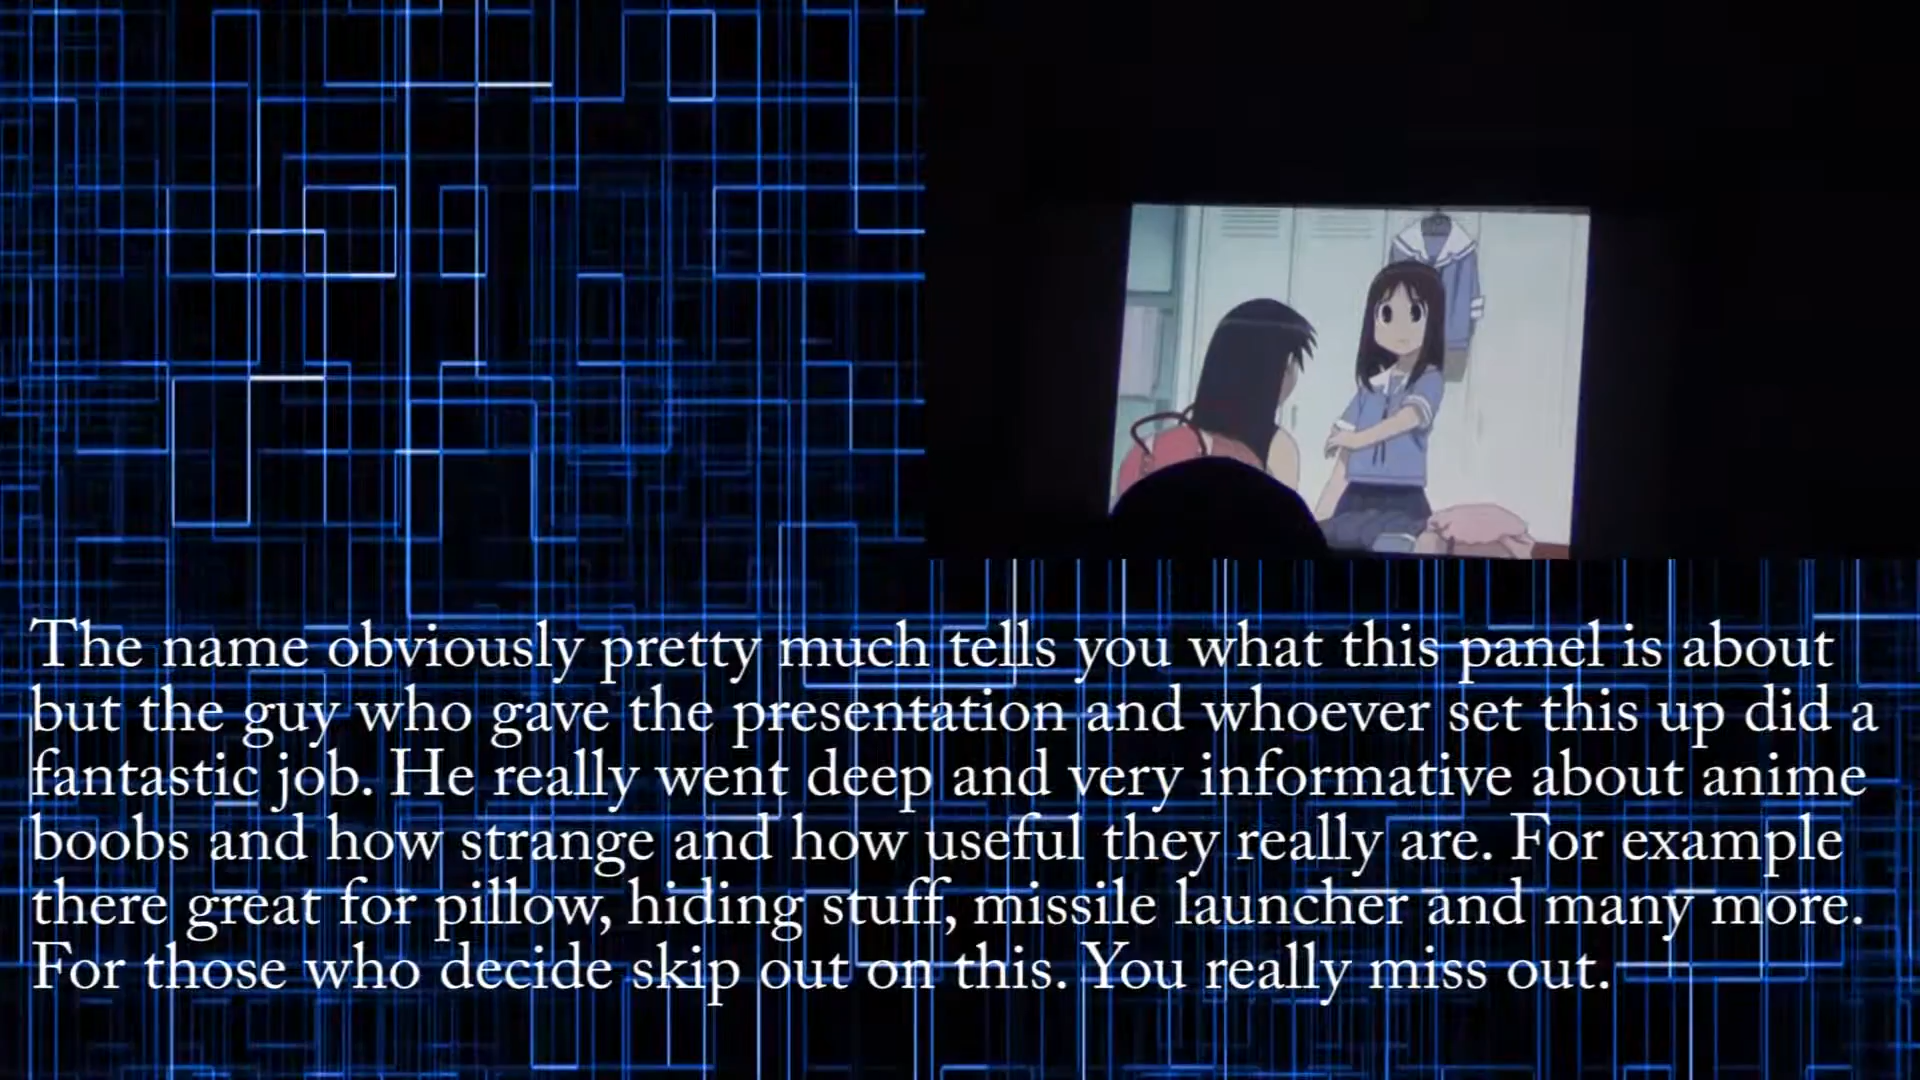 The name obviously pretty much tells you what this panel is about
but the guy who gave the presentation and whoever set this up did a
fantastic job. He really went deep and very informative about anime
boobs and how strange and how useful they really are. For example
there great for pillow, hiding stuff, missile launcher and many more.
For those who decide skip out on this. You really miss out.